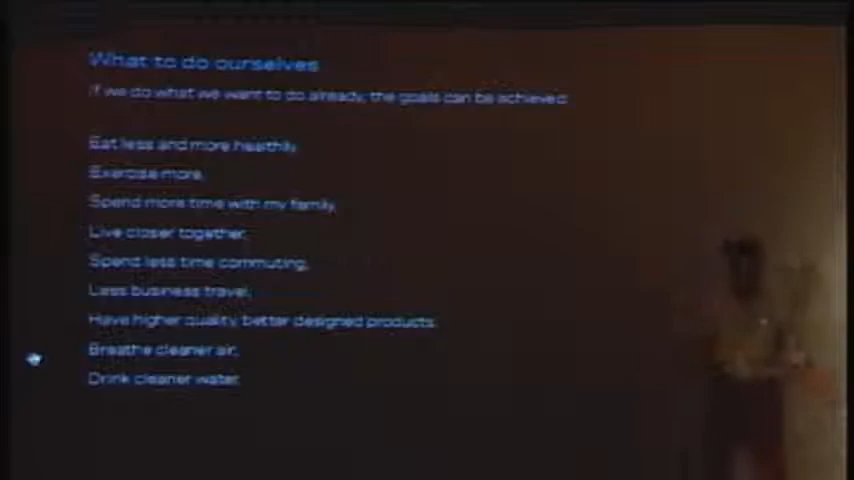 What to do ourselves
If we do what we want to do already, the goals can be achieved
Eat less and more healthily.
Exercise more.
Spend more time with my family.
Live closer together.
Spend less time commuting.
Less business travel.
Have higher quality, better designed products.
Breathe cleaner air.
Drink cleaner water.